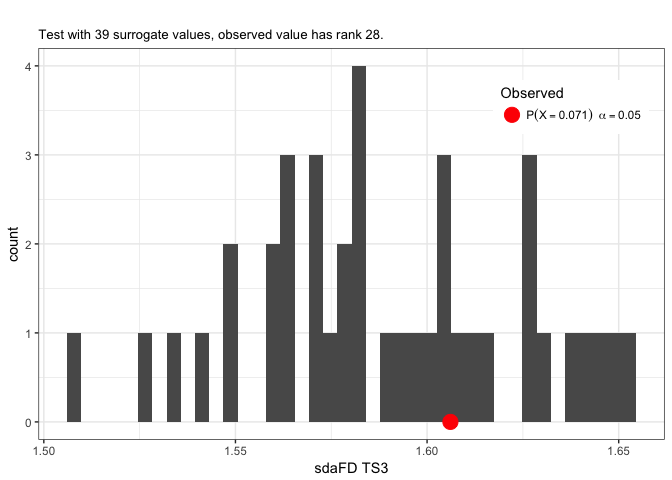 Test with 39 surrogate values, observed value has rank 28.
4
3
2
1
0
count
Observed
P(X = 0.071) α = 0.05
1.50 1.55 1.60 1.65
sdaFD TS3